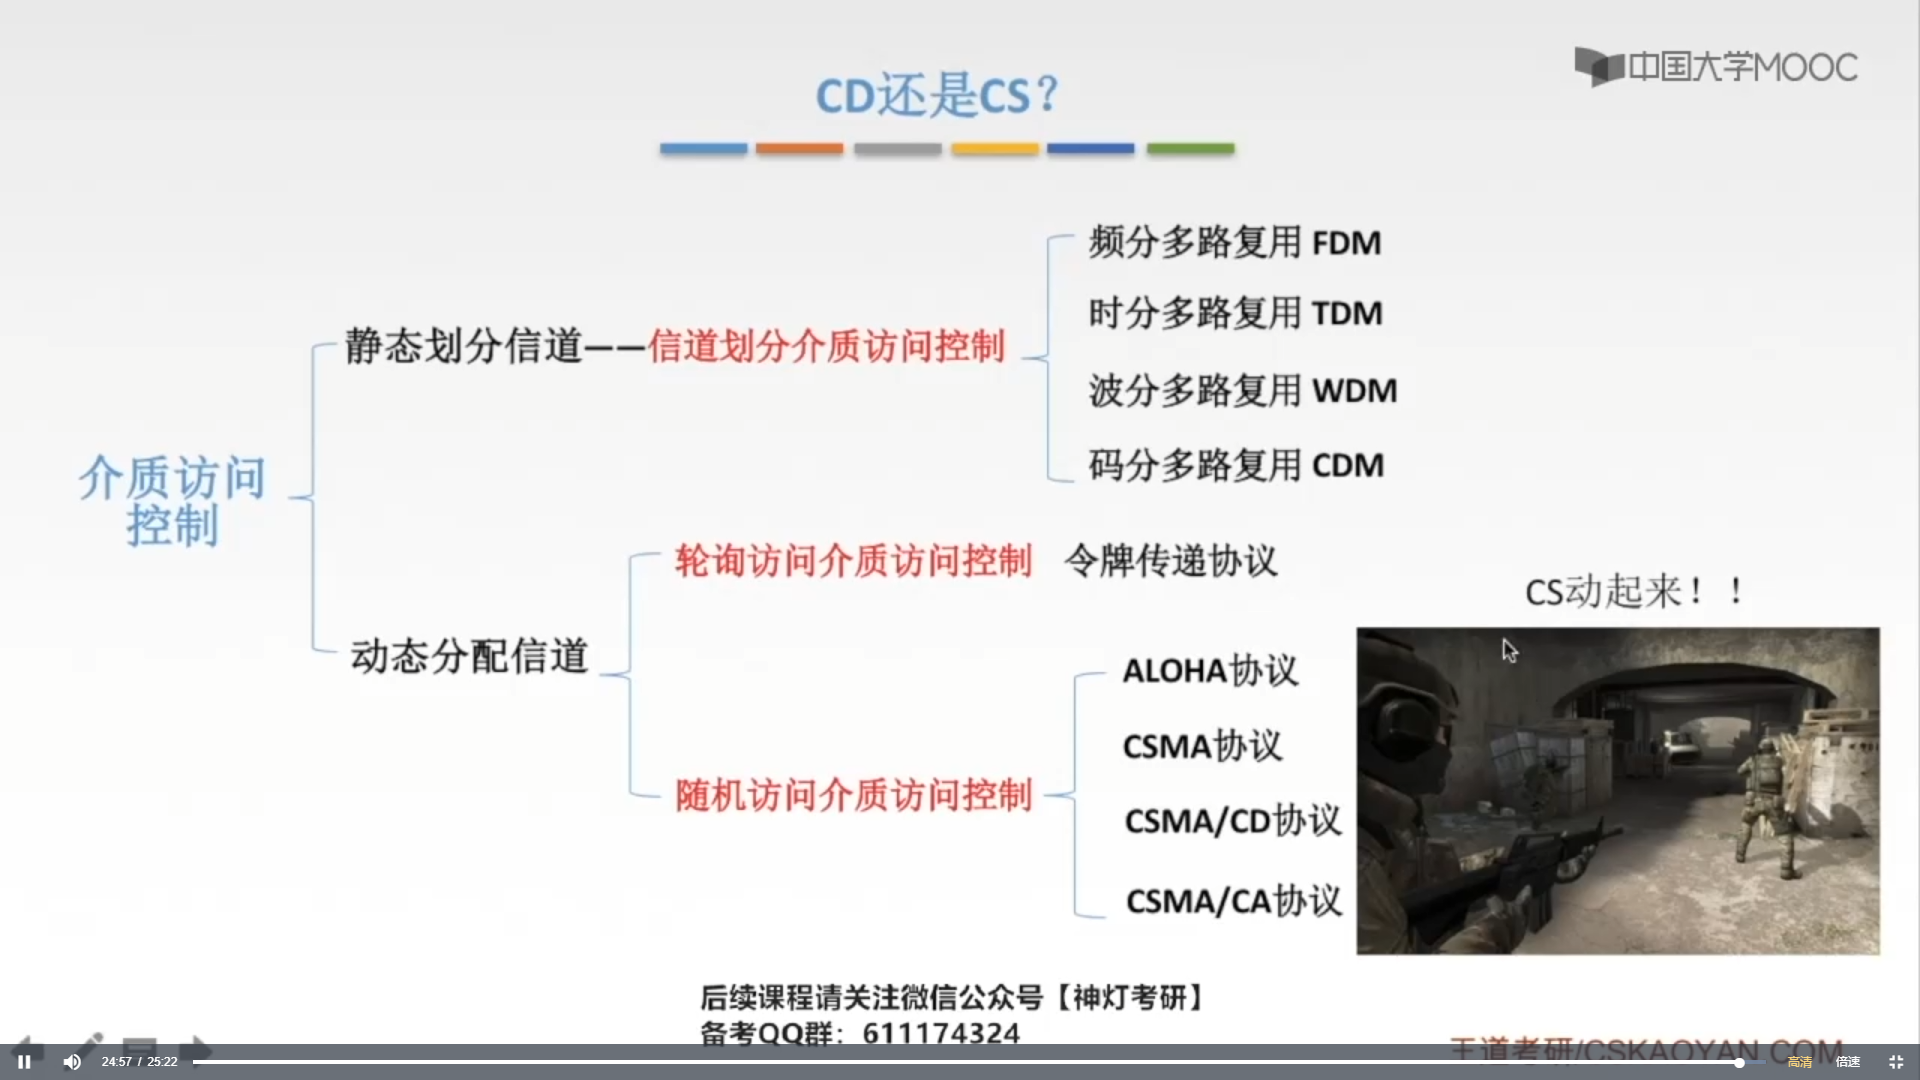 中国大学MOOC
CD还是CS？
频分多路复用 FDM
时分多路复用 TDM
静态划分信道——信道划分介质访问控制
波分多路复用 WDM
码分多路复用 CDM
介质访问
控制
轮询访问介质访问控制 令牌传递协议
CS动起来！！
动态分配信道
ALOHA协议
CSMA协议
随机访问介质访问控制
CSMA/CD协议
CSMA/CA协议
后续课程请关注微信公众号【神灯考研】
备考QQ群：611174324
王道考研/CSKAOYAN.COM
24:57 / 25:22
高清
倍速